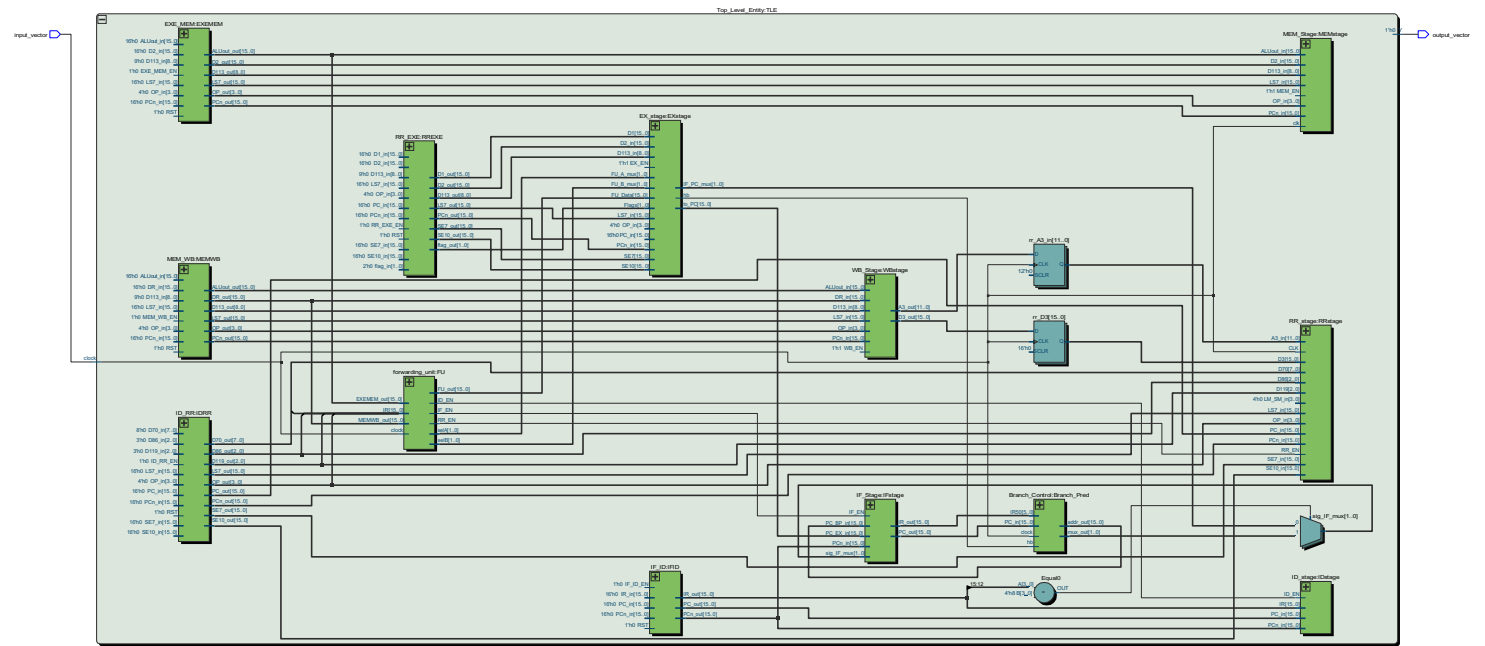 Top_Level_Entity:TLE
input_vector
output_vector
1'h0
clock
EXE_MEM:EXEMEM
16'h0 ALUout_in[15..0]
16'h0 D2_in[15..0]
9'h0 D113_in[8..0]
1'h0 EXE_MEM_EN
16'h0 LS7_in[15..0]
4'h0 OP_in[3..0]
16'h0 PCn_in[15..0]
1'h0 RST
ALUout_out[15..0]
D2_out[15..0]
D113_out[8..0]
LS7_out[15..0]
OP_out[3..0]
PCn_out[15..0]
MEM_Stage:MEMstage
ALUout_in[15..0]
D2_in[15..0]
D113_in[8..0]
LS7_in[15..0]
1'h1 MEM_EN
OP_in[3..0]
PCn_in[15..0]
clk
RR_EXE:RREXE
16'h0 D1_in[15..0]
16'h0 D2_in[15..0]
9'h0 D113_in[8..0]
16'h0 LS7_in[15..0]
4'h0 OP_in[3..0]
16'h0 PC_in[15..0]
16'h0 PCn_in[15..0]
1'h0 RR_EXE_EN
1'h0 RST
16'h0 SE7_in[15..0]
16'h0 SE10_in[15..0]
2'h0 flag_in[1..0]
D1_out[15..0]
D2_out[15..0]
D113_out[8..0]
LS7_out[15..0]
PCn_out[15..0]
SE7_out[15..0]
SE10_out[15..0]
flag_out[1..0]
EX_stage:EXstage
D1[15..0]
D2_in[15..0]
D113_in[8..0]
1'h1 EX_EN
FU_A_mux[1..0]
FU_B_mux[1..0]
FU_Data[15..0]
Flags[1..0]
LS7_in[15..0]
4'h0 OP_in[3..0]
16'h0 PC_in[15..0]
PCn_in[15..0]
SE7[15..0]
SE10[15..0]
IF_PC_mux[1..0]
hb
to_PC[15..0]
MEM_WB:MEMWB
16'h0 ALUout_in[15..0]
16'h0 DR_in[15..0]
9'h0 D113_in[8..0]
16'h0 LS7_in[15..0]
1'h0 MEM_WB_EN
4'h0 OP_in[3..0]
16'h0 PCn_in[15..0]
1'h0 RST
ALUout_out[15..0]
DR_out[15..0]
D113_out[8..0]
LS7_out[15..0]
OP_out[3..0]
PCn_out[15..0]
WB_Stage:WBstage
ALUout_in[15..0]
DR_in[15..0]
D113_in[8..0]
LS7_in[15..0]
OP_in[3..0]
PCn_in[15..0]
1'h1 WB_EN
A3_out[11..0]
D3_out[15..0]
rr_A3_in[11..0]
D
CLK
12'h0
SCLR
Q
rr_D3[15..0]
D
CLK
16'h0
SCLR
Q
RR_stage:RRstage
A3_in[11..0]
CLK
D3[15..0]
D70[7..0]
D86[2..0]
D119[2..0]
4'h0 LM_SM_in[3..0]
LS7_in[15..0]
OP_in[3..0]
PC_in[15..0]
PCn_in[15..0]
RR_EN
SE7_in[15..0]
SE10_in[15..0]
forwarding_unit:FU
EXEMEM_out[15..0]
IR[15..0]
MEMWB_out[15..0]
clock
FU_out[15..0]
ID_EN
IF_EN
RR_EN
selA[1..0]
selB[1..0]
ID_RR:IDRR
8'h0 D70_in[7..0]
3'h0 D86_in[2..0]
3'h0 D119_in[2..0]
1'h0 ID_RR_EN
16'h0 LS7_in[15..0]
4'h0 OP_in[3..0]
16'h0 PC_in[15..0]
16'h0 PCn_in[15..0]
1'h0 RST
16'h0 SE7_in[15..0]
16'h0 SE10_in[15..0]
D70_out[7..0]
D86_out[2..0]
D119_out[2..0]
LS7_out[15..0]
OP_out[3..0]
PC_out[15..0]
PCn_out[15..0]
SE7_out[15..0]
SE10_out[15..0]
IF_Stage:IFstage
IF_EN
PC_BP_in[15..0]
PC_EX_in[15..0]
PCn_in[15..0]
sig_IF_mux[1..0]
IR_out[15..0]
PC_out[15..0]
Branch_Control:Branch_Pred
PC_in[15..0]
clock
hb
addr_out[15..0]
mux_out[1..0]
sig_IF_mux[1..0]
0
1
IF_ID:IFID
1'h0 IF_ID_EN
16'h0 IR_in[15..0]
16'h0 PC_in[15..0]
16'h0 PCn_in[15..0]
1'h0 RST
IR_out[15..0]
PC_out[15..0]
PCn_out[15..0]
15:12
Equal0
A[3..0]
4'h8 B[3..0]
=
OUT
ID_stage:IDstage
ID_EN
IR[15..0]
PC_in[15..0]
PCn_in[15..0]